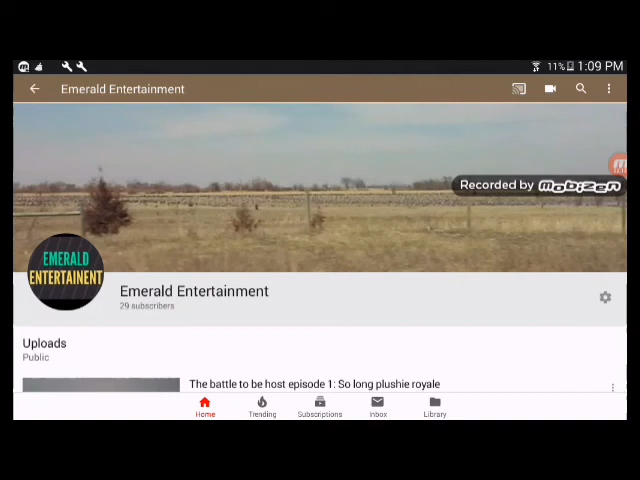 11% 1:09 PM
Emerald Entertainment
Recorded by mobizen
EMERALD
ENTERTAINENT
Emerald Entertainment
29 subscribers
Uploads
Public
The battle to be host episode 1: So long plushie royale
Home Trending Subscriptions Inbox Library